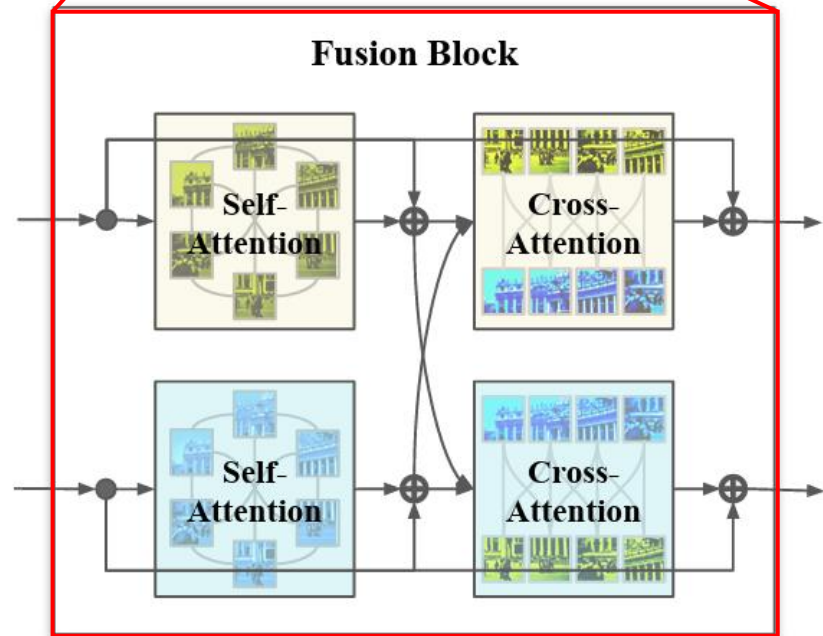 Fusion Block
Self-
Attention
Cross-
Attention
Self-
Attention
Cross-
Attention